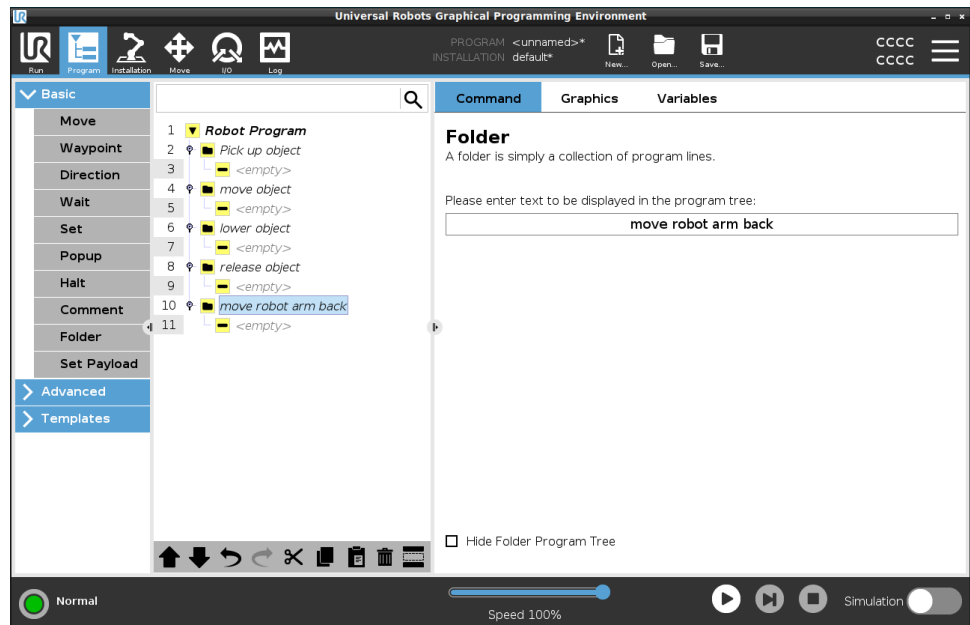 Universal Robots Graphical Programming Environment
UR
Run
Program
Installation
Move
I/O
Log
PROGRAM <unnamed>*
INSTALLATION default*
New...
Open...
Save...
CCCC
CCCC
Basic
Move
Waypoint
Direction
Wait
Set
Popup
Halt
Comment
Folder
Set Payload
Advanced
Templates
1 Robot Program
2 Pick up object
3 <empty>
4 move object
5 <empty>
6 lower object
7 <empty>
8 release object
9 <empty>
10 move robot arm back
11 <empty>
Command Graphics Variables
Folder
A folder is simply a collection of program lines.
Please enter text to be displayed in the program tree:
move robot arm back
Hide Folder Program Tree
Normal
Speed 100%
Simulation